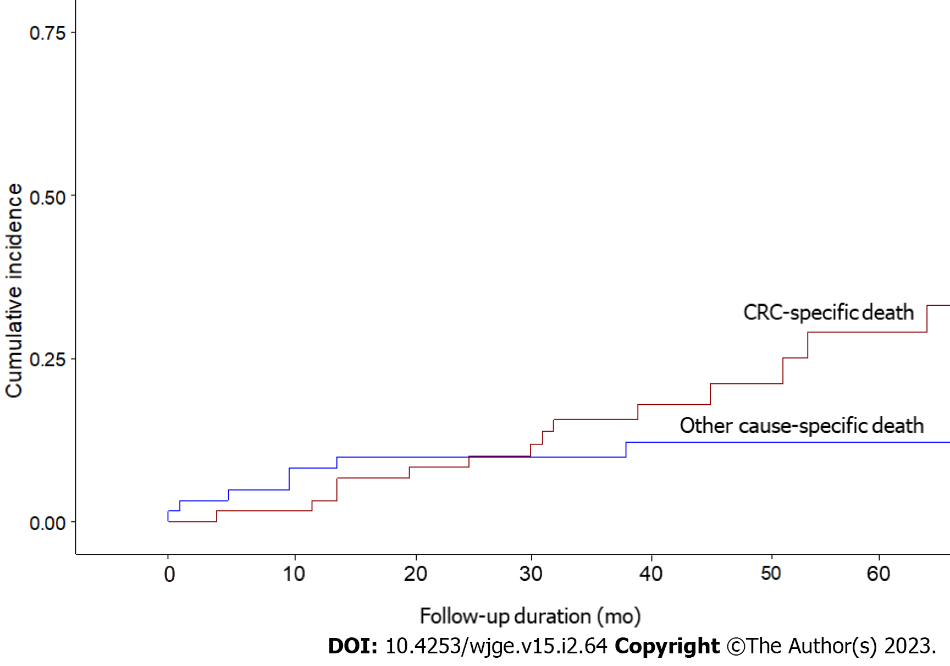 0.75
0.50
0.25
0.00
Cumulative incidence
CRC-specific death
Other cause-specific death
0 10 20 30 40 50 60
Follow-up duration (mo)
DOI: 10.4253/wjge.v15.i2.64 Copyright ©The Author(s) 2023.